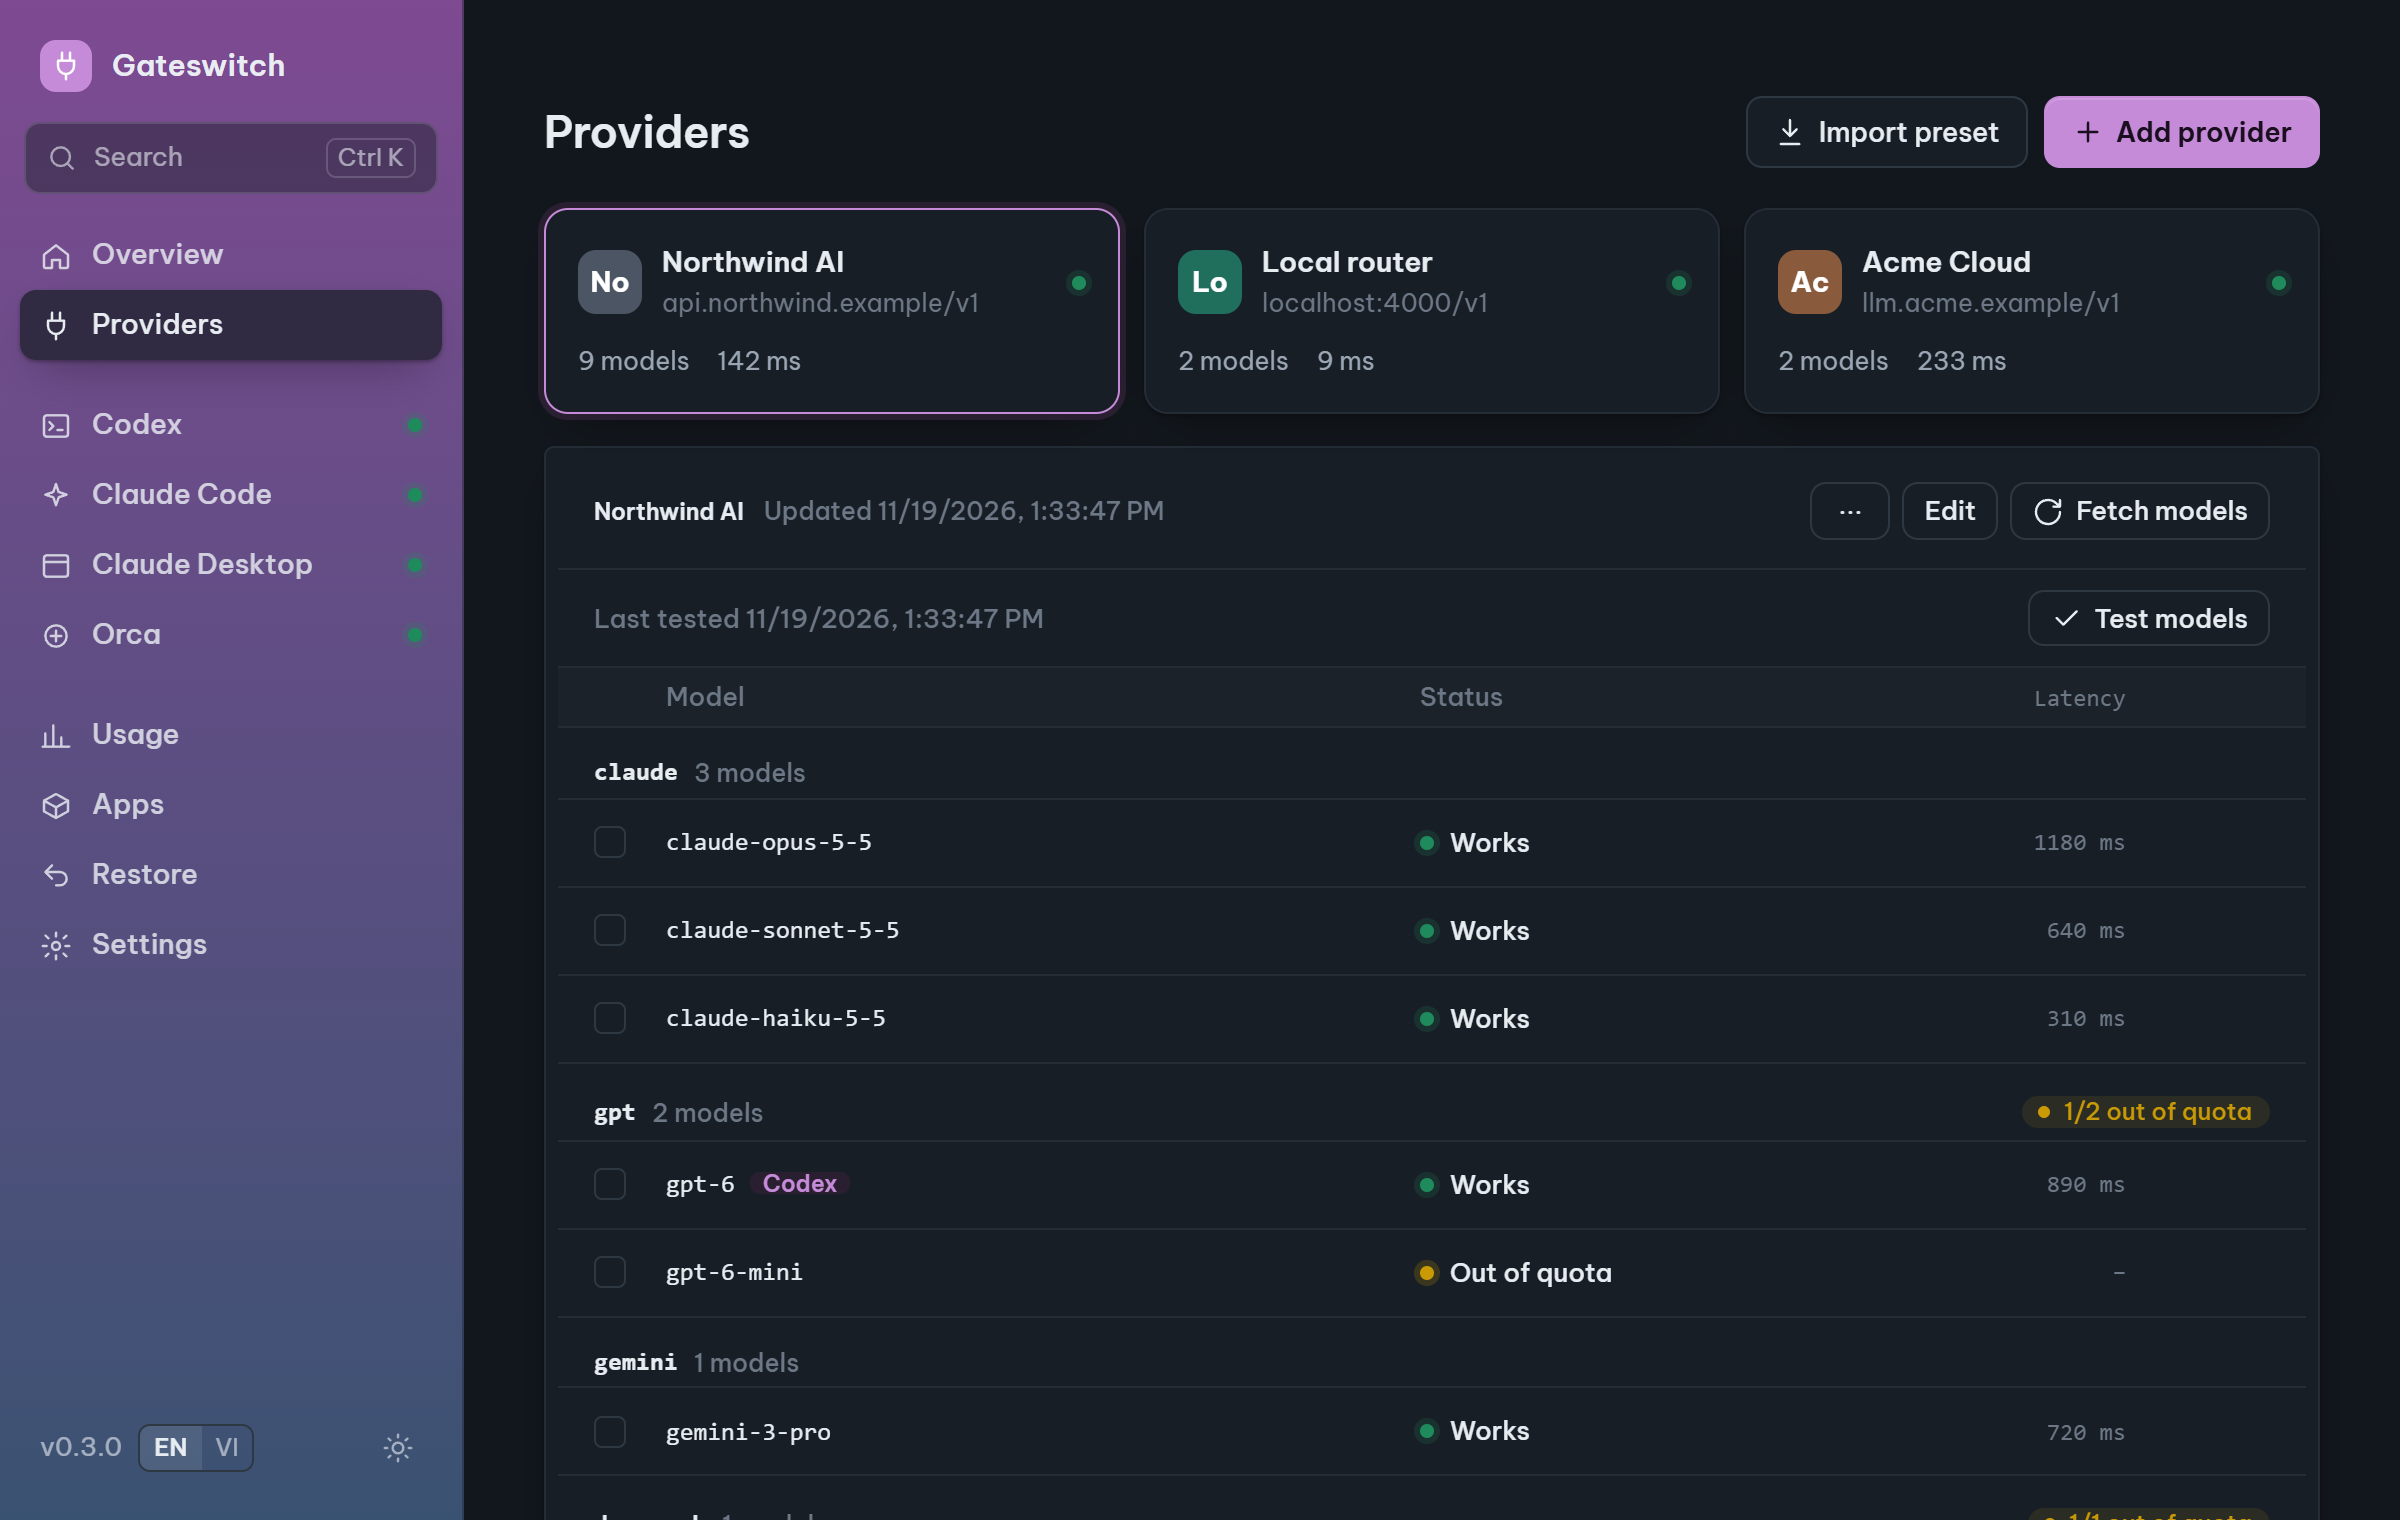 Gateswitch
Search Ctrl K
Overview
Providers
Codex
Claude Code
Claude Desktop
Orca
Usage
Apps
Restore
Settings
v0.3.0 EN VI
Providers
Import preset
Add provider
No Northwind AI
api.northwind.example/v1
9 models 142 ms
Lo Local router
localhost:4000/v1
2 models 9 ms
Ac Acme Cloud
llm.acme.example/v1
2 models 233 ms
Northwind AI Updated 11/19/2026, 1:33:47 PM ... Edit Fetch models
Last tested 11/19/2026, 1:33:47 PM Test models
Model Status Latency
claude 3 models
claude-opus-5-5 Works 1180 ms
claude-sonnet-5-5 Works 640 ms
claude-haiku-5-5 Works 310 ms
gpt 2 models 1/2 out of quota
gpt-6 Codex Works 890 ms
gpt-6-mini Out of quota –
gemini 1 models
gemini-3-pro Works 720 ms
1/1 out of quota